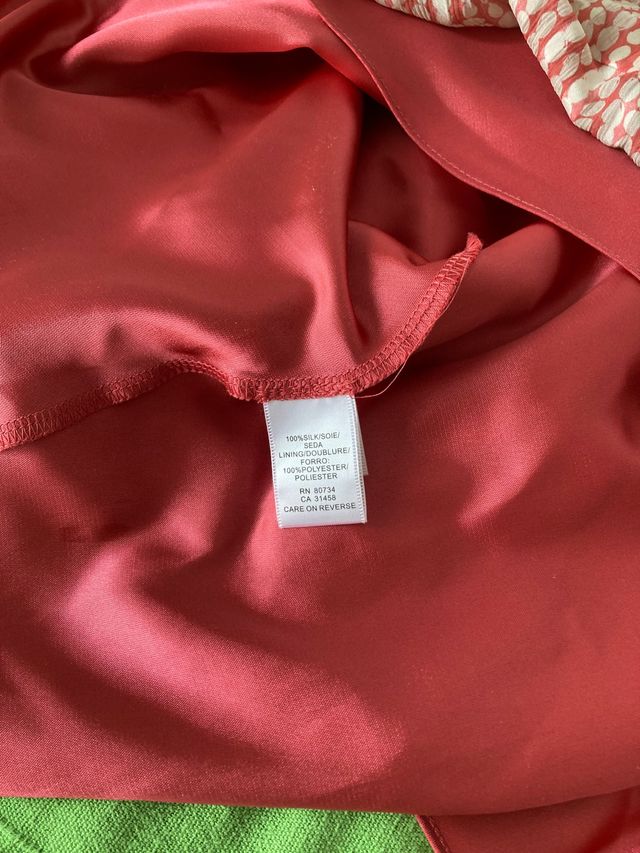 100%SILK/SOIE/
SEDA
LINING/DOUBLURE/
FORRO:
100%POLYESTER/
POLIESTER
RN 80734
CA 31458
CARE ON REVERSE